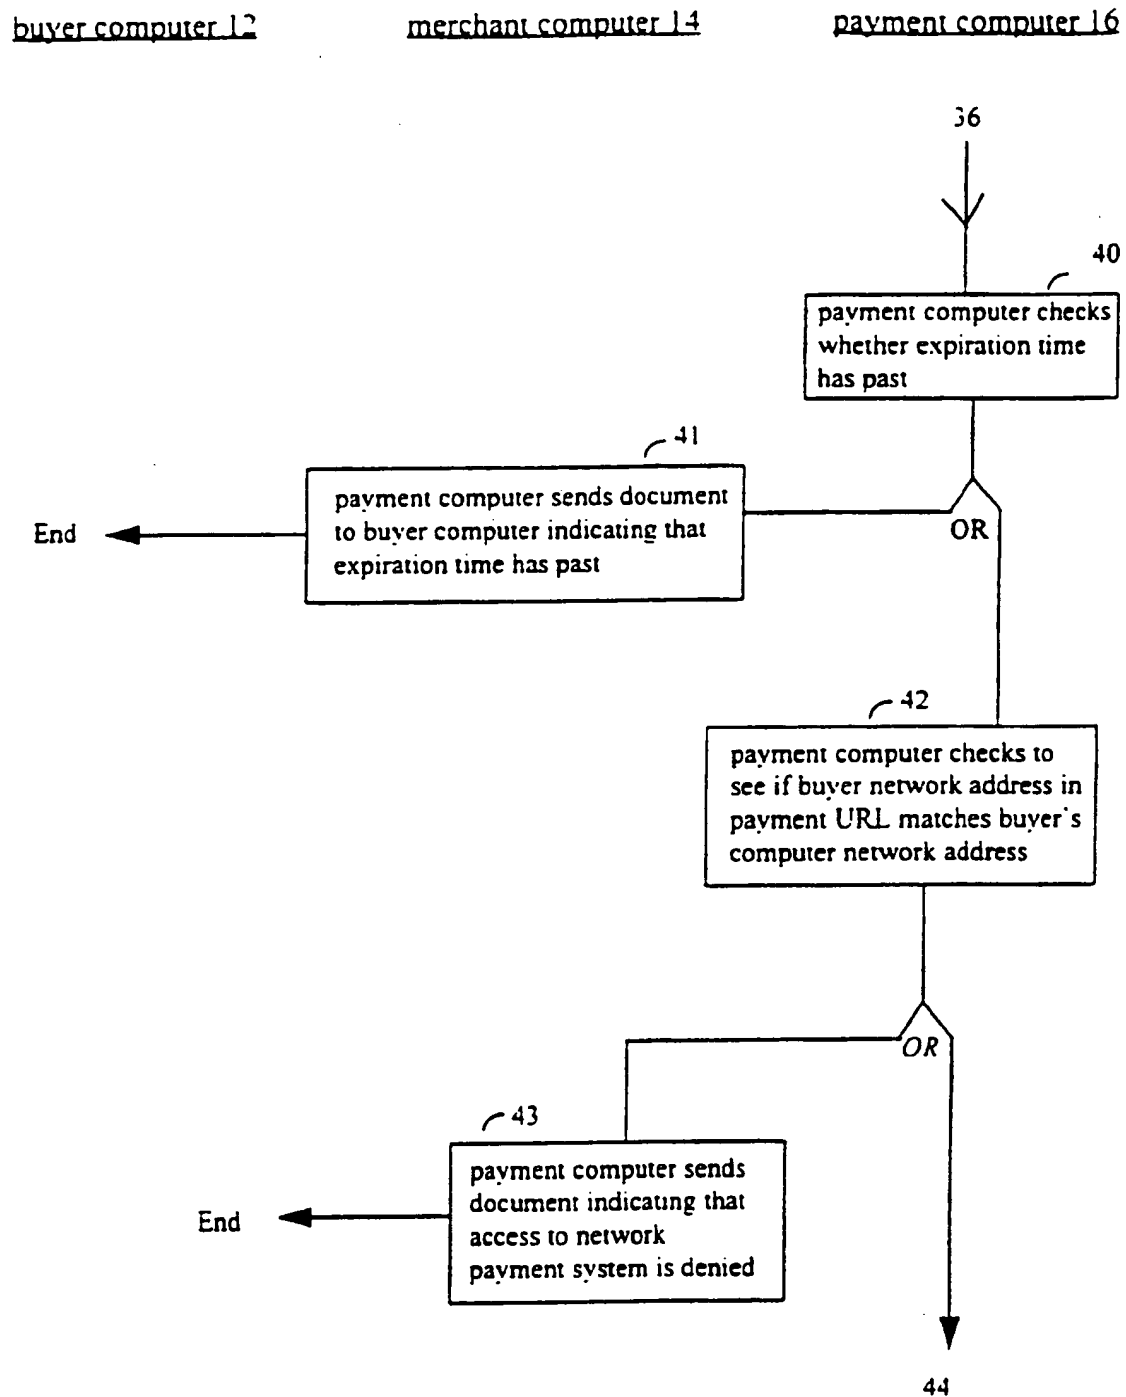 buyer computer 12
merchant computer 14
payment computer 16
36
40
payment computer checks
whether expiration time
has past
41
payment computer sends document
to buyer computer indicating that
expiration time has past
End
OR
42
payment computer checks to
see if buyer network address in
payment URL matches buyer's
computer network address
OR
43
payment computer sends
document indicating that
access to network
payment system is denied
End
44